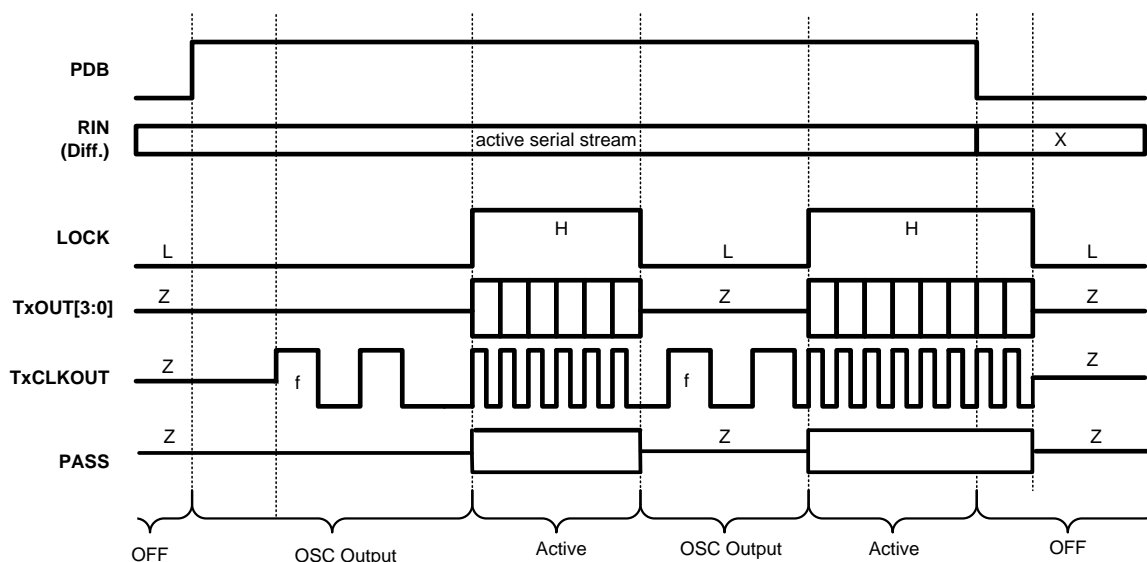 PDB
RIN
(Diff.)
active serial stream
X
LOCK
L
H
L
H
L
TxOUT[3:0]
Z
Z
Z
TxCLKOUT
Z
f
f
Z
PASS
Z
Z
Z
OFF
OSC Output
Active
OSC Output
Active
OFF